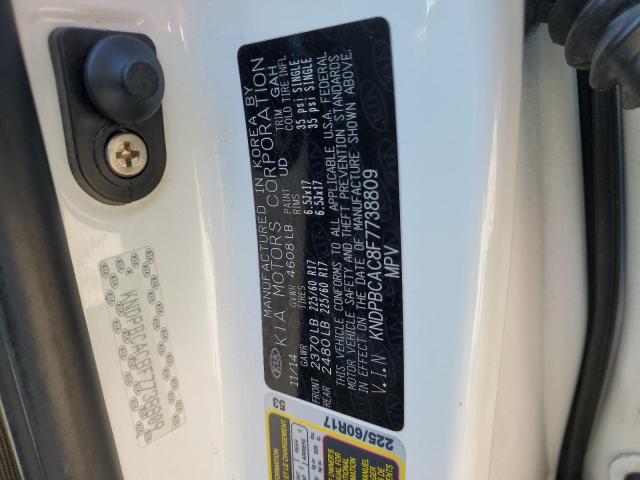 KIA MANUFACTURED IN KOREA BY
KIA MOTORS CORPORATION
11/14 GVWR 4608 LB PAINT UD TRIM GAH
GAWR RIMS COLD TIRE INFL
FRONT 2370 LB 225/60 R17 6.5Jx17 35 psi SINGLE
REAR 2480 LB 225/60 R17 6.5Jx17 35 psi SINGLE
THIS VEHICLE CONFORMS TO ALL APPLICABLE U.S.A. FEDERAL
MOTOR VEHICLE SAFETY AND THEFT PREVENTION STANDARDS
IN EFFECT ON THE DATE OF MANUFACTURE SHOWN ABOVE.
V.I.N KNDPBCAC8F7738809
MPV
KNDPBCAC8F7738809
225/60R17